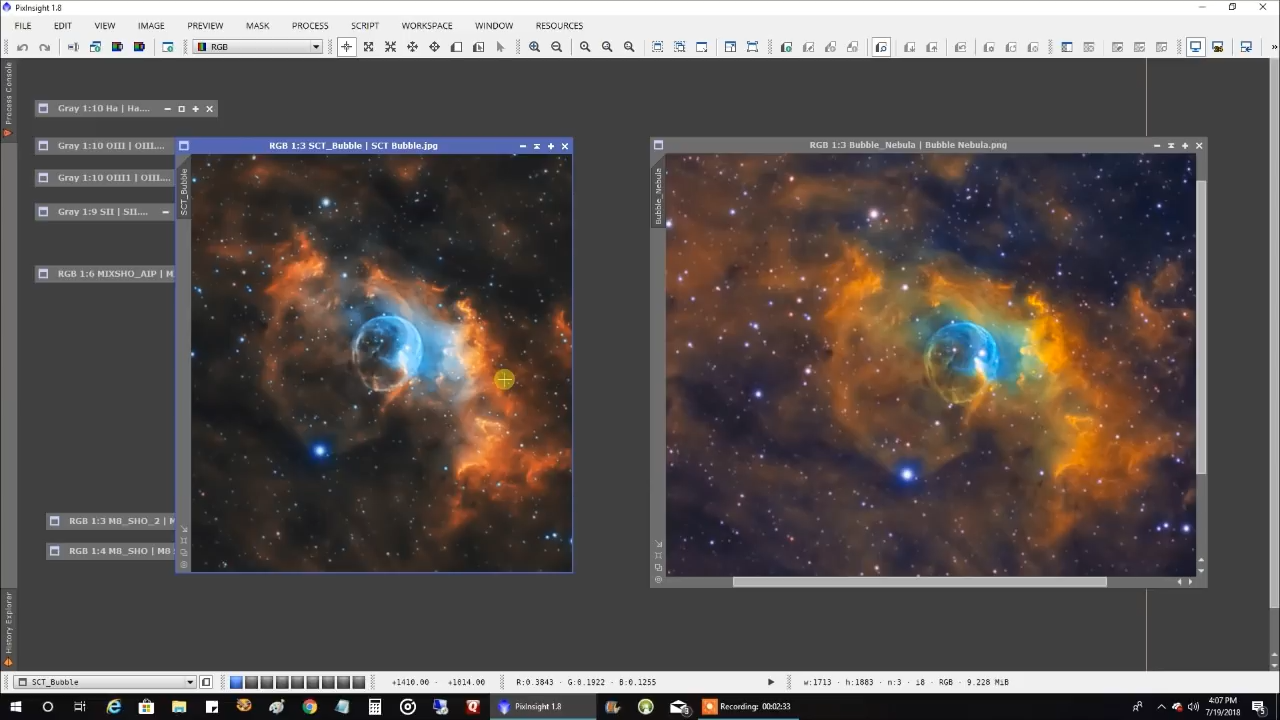 PixInsight 1.8
FILE EDIT VIEW IMAGE PREVIEW MASK PROCESS SCRIPT WORKSPACE WINDOW RESOURCES
RGB
Process Console
Gray 1:10 Ha | Ha....
Gray 1:10 OIII | OIII....
Gray 1:10 OIII1 | OIII....
Gray 1:9 SII | SII....
RGB 1:6 MIXSHO_AIP | M
RGB 1:3 M8_SHO_2 | M
RGB 1:4 M8_SHO | M8
RGB 1:3 SCT_Bubble | SCT Bubble.jpg
SCT_Bubble
RGB 1:3 Bubble_Nebula | Bubble Nebula.png
Bubble_Nebula
History Explorer
SCT_Bubble
+1410.00 · +1014.00
R:0.3843 · G:0.1922 · B:0.1255
w:1713 · h:1883 · n:3 · i8 · RGB · 9.228 MiB
PixInsight 1.8
Recording: 00:02:33
4:07 PM
7/19/2018